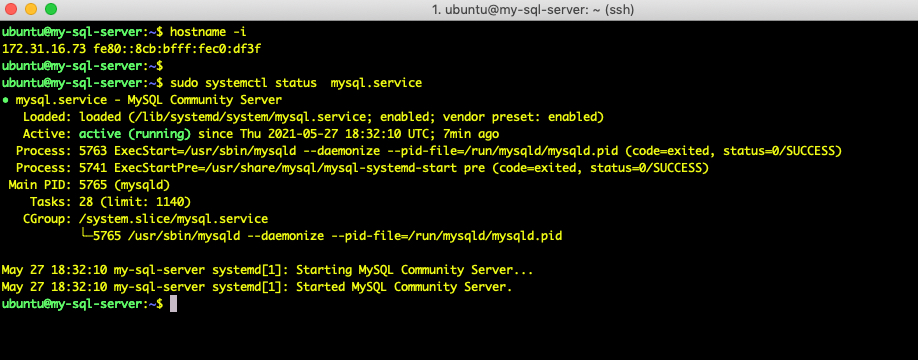 1. ubuntu@my-sql-server: ~ (ssh)
ubuntu@my-sql-server:~$ hostname -i
172.31.16.73 fe80::8cb:bfff:fec0:df3f
ubuntu@my-sql-server:~$
ubuntu@my-sql-server:~$ sudo systemctl status  mysql.service
● mysql.service - MySQL Community Server
   Loaded: loaded (/lib/systemd/system/mysql.service; enabled; vendor preset: enabled)
   Active: active (running) since Thu 2021-05-27 18:32:10 UTC; 7min ago
  Process: 5763 ExecStart=/usr/sbin/mysqld --daemonize --pid-file=/run/mysqld/mysqld.pid (code=exited, status=0/SUCCESS)
  Process: 5741 ExecStartPre=/usr/share/mysql/mysql-systemd-start pre (code=exited, status=0/SUCCESS)
 Main PID: 5765 (mysqld)
    Tasks: 28 (limit: 1140)
   CGroup: /system.slice/mysql.service
           └─5765 /usr/sbin/mysqld --daemonize --pid-file=/run/mysqld/mysqld.pid
May 27 18:32:10 my-sql-server systemd[1]: Starting MySQL Community Server...
May 27 18:32:10 my-sql-server systemd[1]: Started MySQL Community Server.
ubuntu@my-sql-server:~$